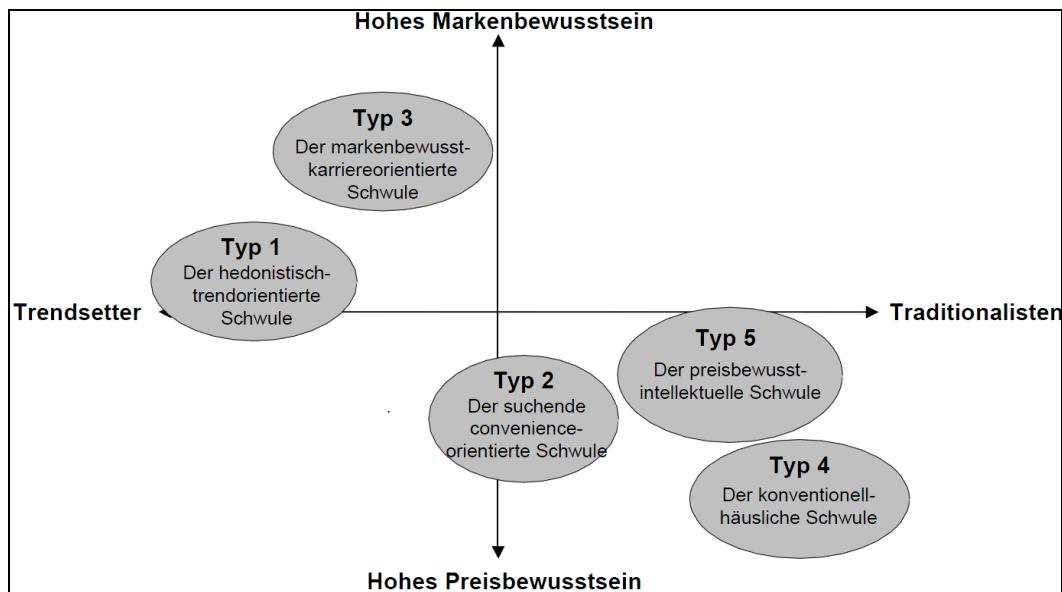 Hohes Markenbewusstsein
Typ 3
Der markenbewusst-
karriereorientierte
Schwule
Typ 1
Der hedonistisch-
trendorientierte
Schwule
Trendsetter
Traditionalisten
Typ 5
Der preisbewusst-
intellektuelle Schwule
Typ 2
Der suchende
convenience-
orientierte Schwule
Typ 4
Der konventionell-
häusliche Schwule
Hohes Preisbewusstsein